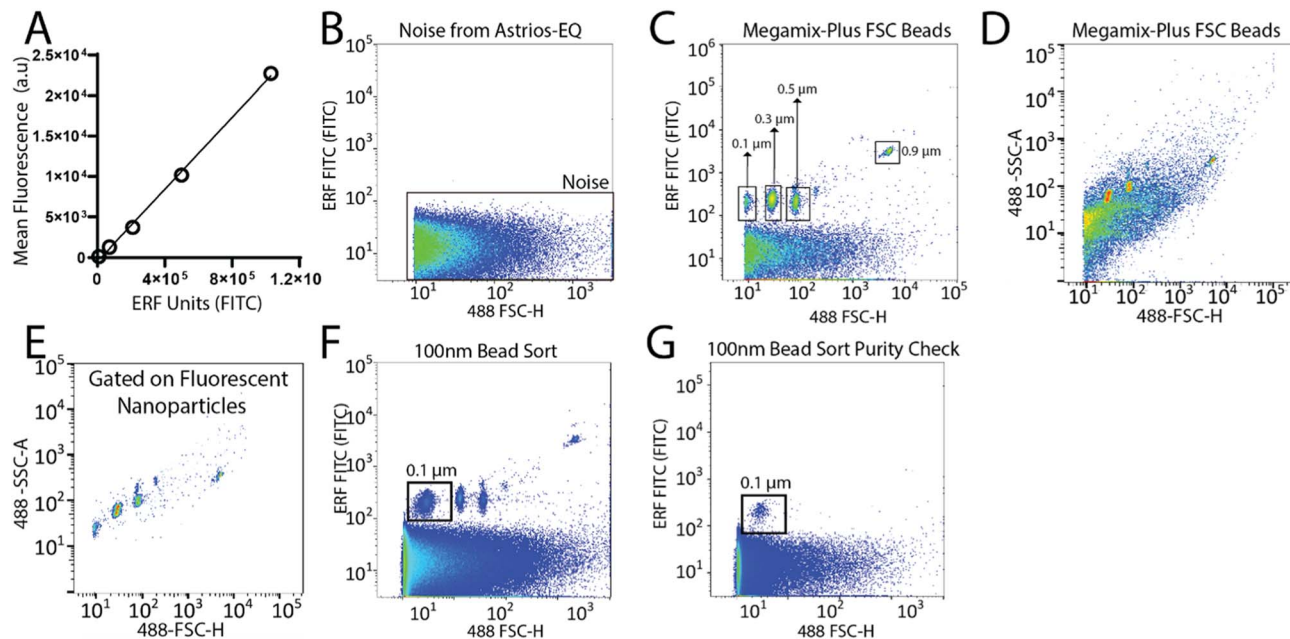 A
Mean Fluorescence (a.u)
2.5×10⁴
2×10⁴
1.5×10⁴
1×10⁴
5×10³
0
0
4×10⁵
8×10⁵
1.2×10
ERF Units (FITC)
B
Noise from Astrios-EQ
ERF FITC (FITC)
10⁵
10⁴
10³
10²
10¹
Noise
10¹
10²
10³
488 FSC-H
C
Megamix-Plus FSC Beads
ERF FITC (FITC)
10⁶
10⁵
10⁴
10³
10²
10¹
0.1 µm
0.3 µm
0.5 µm
0.9 µm
10¹
10²
10³
10⁴
10⁵
488 FSC-H
D
Megamix-Plus FSC Beads
488 -SSC-A
10⁵
10⁴
10³
10²
10¹
10¹
10²
10³
10⁴
10⁵
488-FSC-H
E
Gated on Fluorescent
Nanoparticles
488 -SSC-A
10⁵
10⁴
10³
10²
10¹
10¹
10²
10³
10⁴
10⁵
488-FSC-H
F
100nm Bead Sort
ERF FITC (FITC)
10⁵
10⁴
10³
10²
10¹
0.1 µm
10¹
10²
10³
488 FSC-H
G
100nm Bead Sort Purity Check
ERF FITC (FITC)
10⁵
10⁴
10³
10²
10¹
0.1 µm
10¹
10²
10³
488 FSC-H